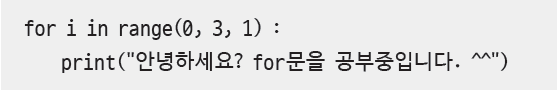 for i in range(0, 3, 1) :
    print("안녕하세요? for문을 공부중입니다. ^^")